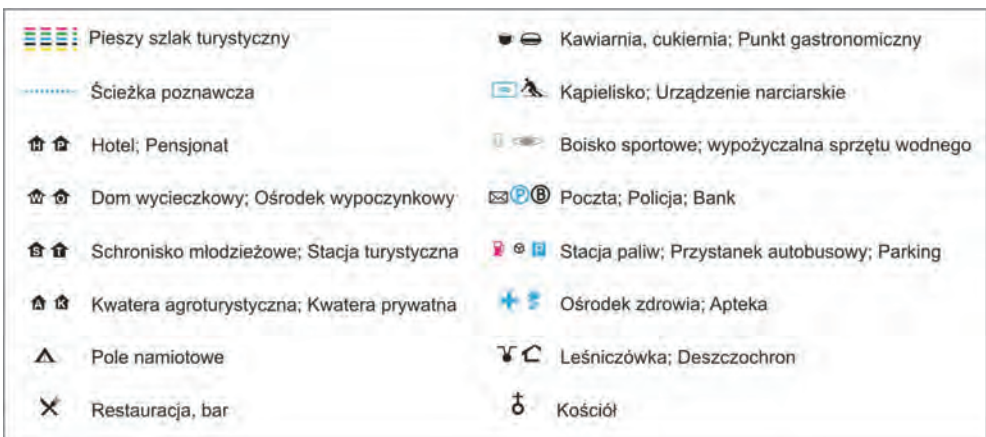 Pieszy szlak turystyczny
Ścieżka poznawcza
H P Hotel; Pensjonat
W O Dom wycieczkowy; Ośrodek wypoczynkowy
S T Schronisko młodzieżowe; Stacja turystyczna
A K Kwatera agroturystyczna; Kwatera prywatna
Pole namiotowe
Restauracja, bar
Kawiarnia, cukiernia; Punkt gastronomiczny
Kąpielisko; Urządzenie narciarskie
Boisko sportowe; wypożyczalna sprzętu wodnego
P B Poczta; Policja; Bank
P Stacja paliw; Przystanek autobusowy; Parking
Ośrodek zdrowia; Apteka
Leśniczówka; Deszczochron
Kościół